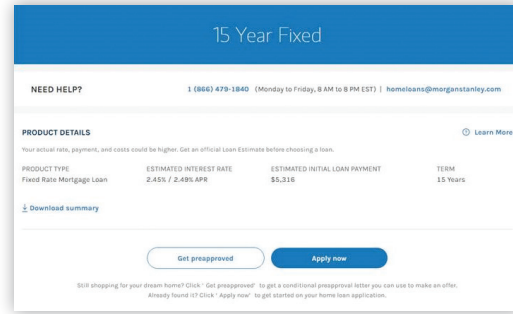 15 Year Fixed
NEED HELP?
1 (866) 479-1840 (Monday to Friday, 8 AM to 8 PM EST) | homeloans@morganstanley.com
PRODUCT DETAILS
Learn More
Your actual rate, payment, and costs could be higher. Get an official Loan Estimate before choosing a loan.
PRODUCT TYPE ESTIMATED INTEREST RATE ESTIMATED INITIAL LOAN PAYMENT TERM
Fixed Rate Mortgage Loan 2.45% / 2.49% APR $5,316 15 Years
Download summary
Get preapproved Apply now
Still shopping for your dream home? Click ' Get preapproved' to get a conditional preapproval letter you can use to make an offer.
Already found it? Click ' Apply now' to get started on your home loan application.